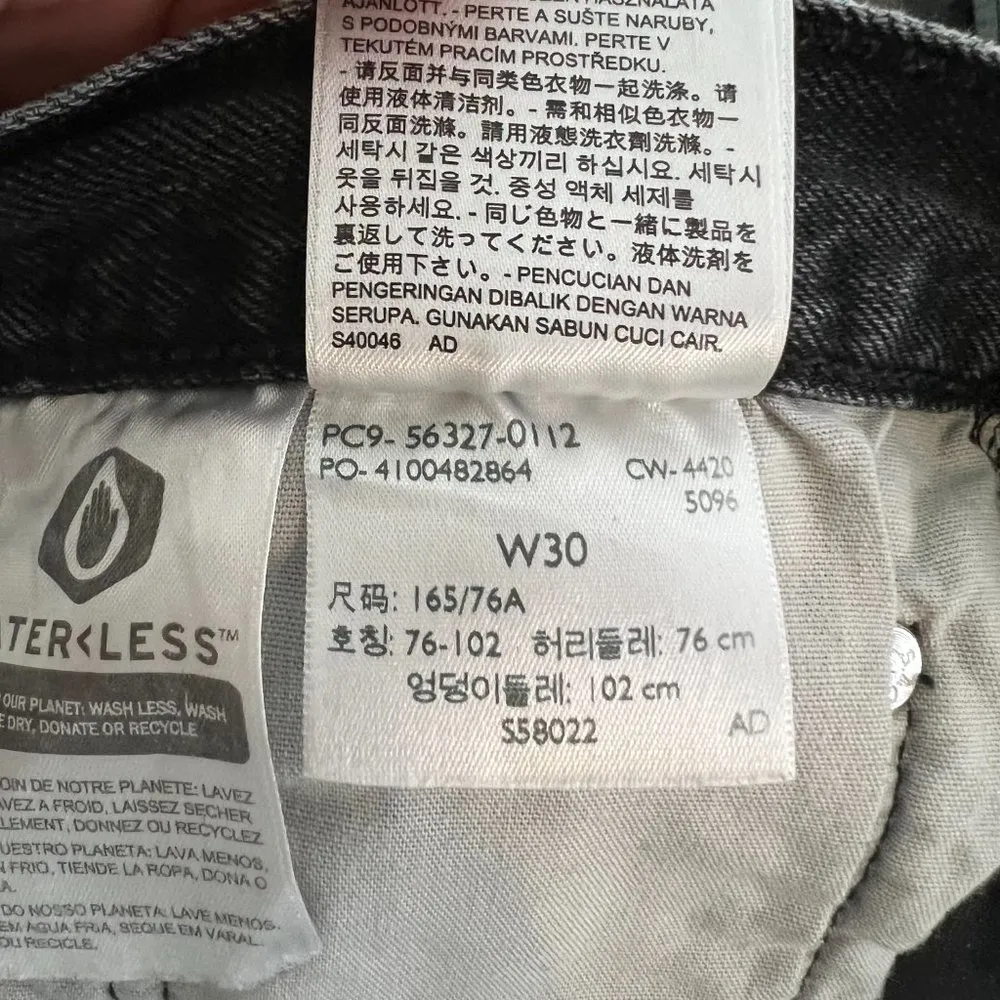 AJÁNLOTT. - PERTE A SUŠTE NARUBY,
S PODOBNÝMI BARVAMI. PERTE V
TEKUTÉM PRACÍM PROSTŘEDKU.
- 请反面并与同类色衣物一起洗涤。请
使用液体清洁剂。- 需和相似色衣物一
同反面洗滌。請用液態洗衣劑洗滌。-
세탁시 같은 색상끼리 하십시요. 세탁시
옷을 뒤집을 것. 중성 액체 세제를
사용하세요. - 同じ色物と一緒に製品を
裏返して洗ってください。液体洗剤を
ご使用下さい。- PENCUCIAN DAN
PENGERINGAN DIBALIK DENGAN WARNA
SERUPA. GUNAKAN SABUN CUCI CAIR.
S40046 AD
PC9- 56327-0112
PO- 4100482864 CW- 4420
5096
W30
尺码: 165/76A
호칭: 76-102 허리둘레: 76 cm
엉덩이둘레: 102 cm
S58022 AD
ATER<LESS™
OUR PLANET: WASH LESS, WASH
DRY, DONATE OR RECYCLE
OIN DE NOTRE PLANETE: LAVEZ
AVEZ A FROID, LAISSEZ SECHER
LEMENT, DONNEZ OU RECYCLEZ
UESTRO PLANETA: LAVA MENOS,
N FRIO, TIENDE LA ROPA, DONA O
A.
DO NOSSO PLANETA: LAVE MENOS,
EM AGUA FRIA, SEQUE EM VARAL,
OU RECICLE.